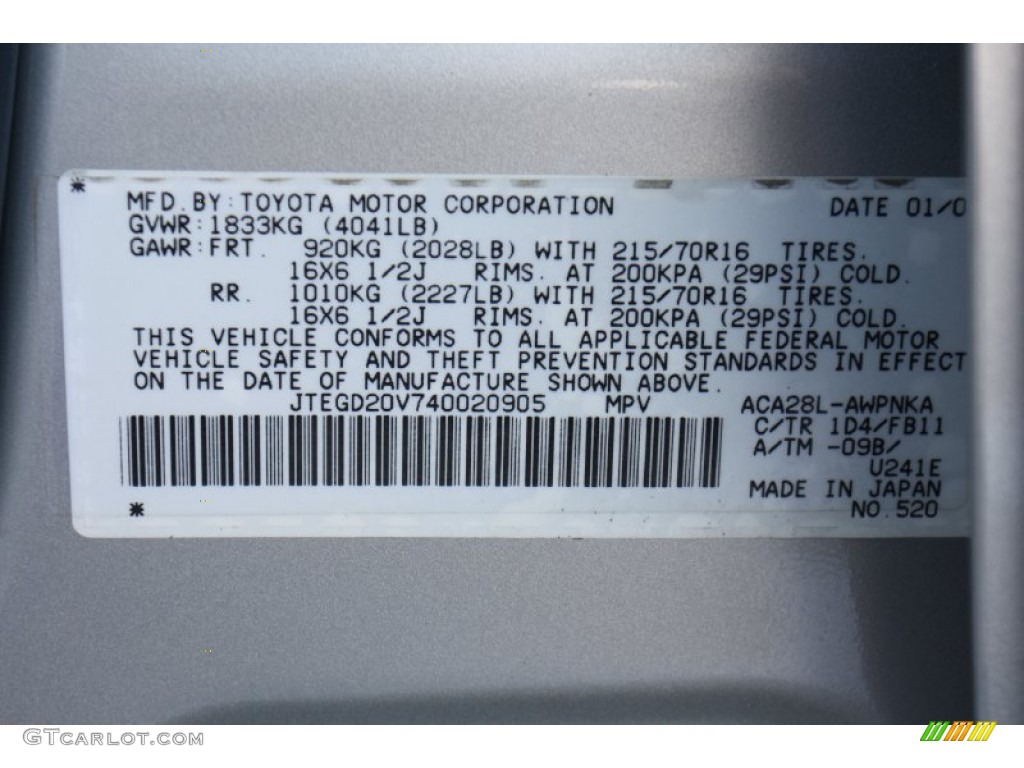 MFD. BY: TOYOTA MOTOR CORPORATION DATE 01/0
GVWR: 1833KG (4041LB)
GAWR: FRT. 920KG (2028LB) WITH 215/70R16 TIRES.
16X6 1/2J RIMS. AT 200KPA (29PSI) COLD.
RR. 1010KG (2227LB) WITH 215/70R16 TIRES.
16X6 1/2J RIMS. AT 200KPA (29PSI) COLD.
THIS VEHICLE CONFORMS TO ALL APPLICABLE FEDERAL MOTOR
VEHICLE SAFETY AND THEFT PREVENTION STANDARDS IN EFFECT
ON THE DATE OF MANUFACTURE SHOWN ABOVE.
JTEGD20V740020905 MPV ACA28L-AWPNKA
C/TR 1D4/FB11
A/TM -09B/
U241E
MADE IN JAPAN
NO. 520
GTCARLOT.COM